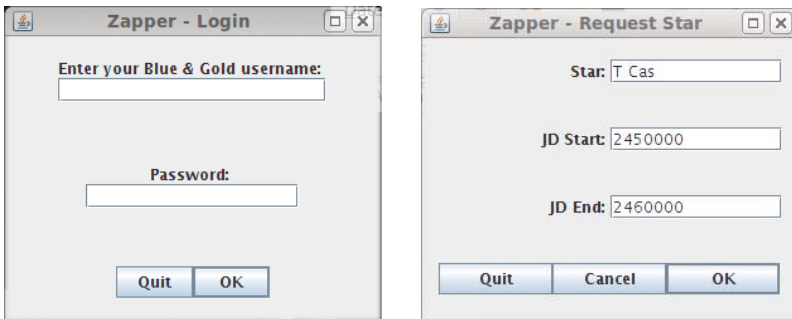 Zapper - Login
Enter your Blue & Gold username:
Password:
Quit OK
Zapper - Request Star
Star: T Cas
JD Start: 2450000
JD End: 2460000
Quit Cancel OK